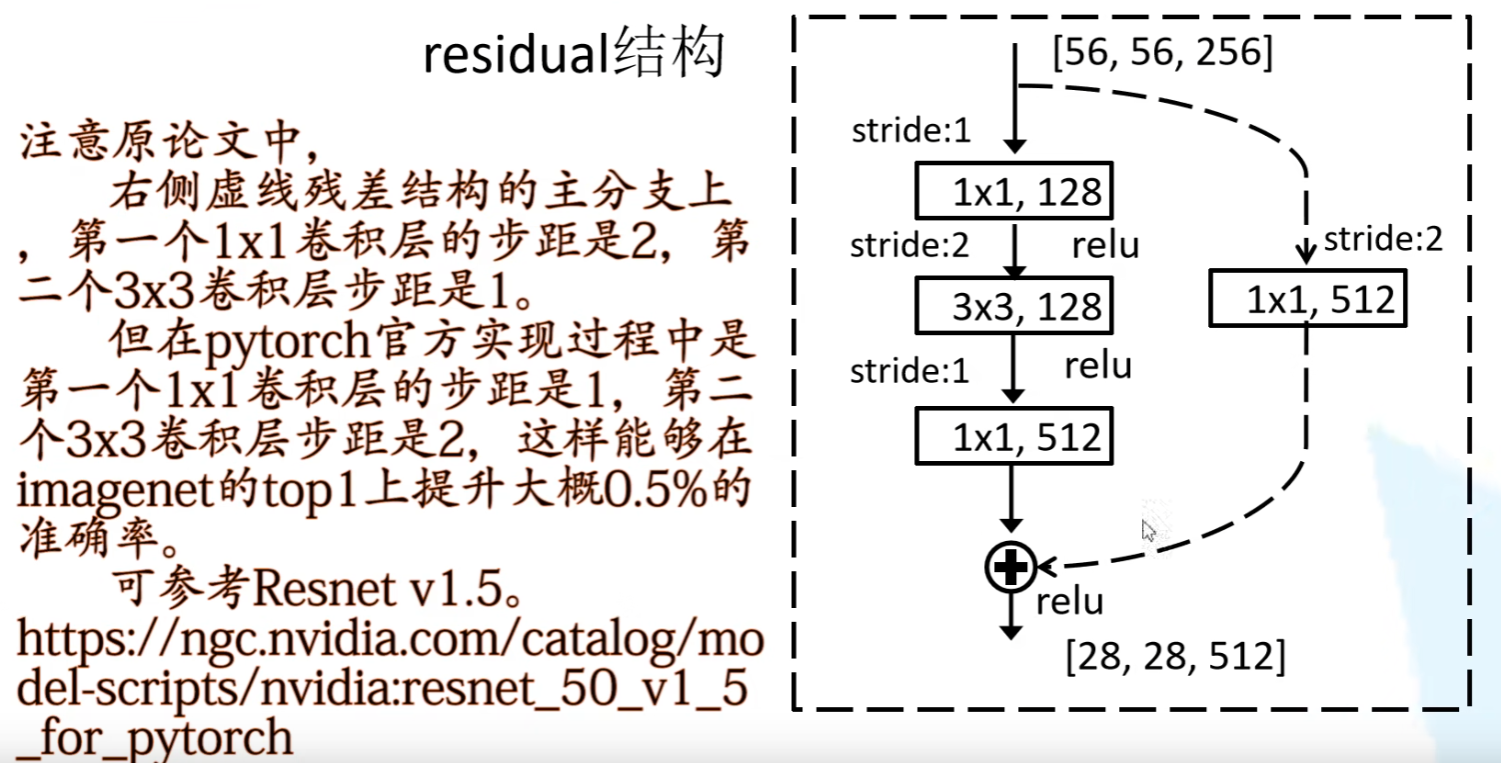 residual结构
注意原论文中，
右侧虚线残差结构的主分支上
，第一个1x1卷积层的步距是2，第
二个3x3卷积层步距是1。
但在pytorch官方实现过程中是
第一个1x1卷积层的步距是1，第二
个3x3卷积层步距是2，这样能够在
imagenet的top1上提升大概0.5%的
准确率。
可参考Resnet v1.5。
https://ngc.nvidia.com/catalog/mo
del-scripts/nvidia:resnet_50_v1_5
_for_pytorch
[56, 56, 256]
stride:1
1x1, 128
stride:2
relu
stride:2
3x3, 128
1x1, 512
stride:1
relu
1x1, 512
relu
[28, 28, 512]